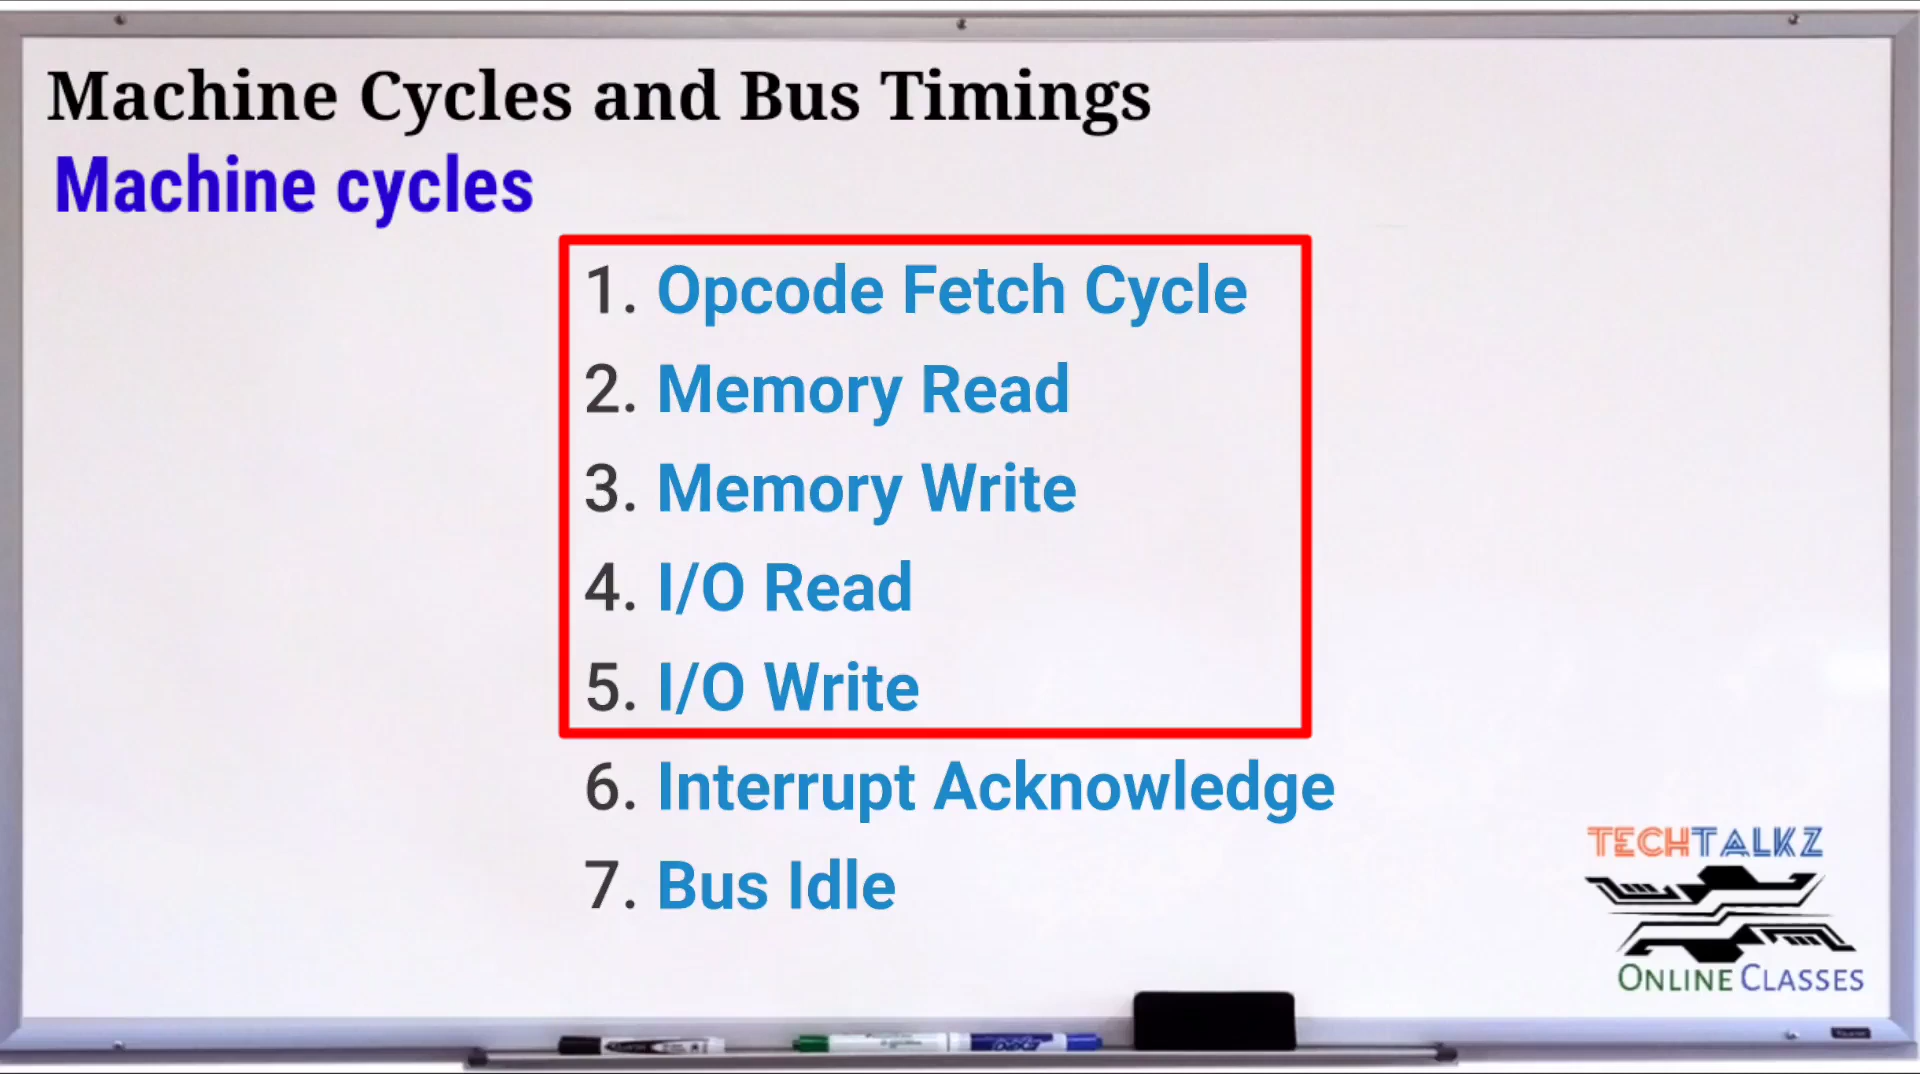 Machine Cycles and Bus Timings
Machine cycles
1. Opcode Fetch Cycle
2. Memory Read
3. Memory Write
4. I/O Read
5. I/O Write
6. Interrupt Acknowledge
7. Bus Idle
TECHTALKZ
ONLINE CLASSES